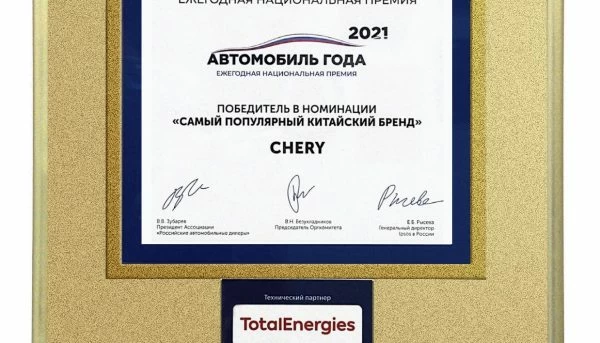 ЕЖЕГОДНАЯ НАЦИОНАЛЬНАЯ ПРЕМИЯ
2021
АВТОМОБИЛЬ ГОДА
ЕЖЕГОДНАЯ НАЦИОНАЛЬНАЯ ПРЕМИЯ
ПОБЕДИТЕЛЬ В НОМИНАЦИИ
«САМЫЙ ПОПУЛЯРНЫЙ КИТАЙСКИЙ БРЕНД»
CHERY
Рысева
В.В. Зубарев
Президент Ассоциации
«Российские автомобильные дилеры»
В.Н. Безукладников
Председатель Оргкомитета
Е.Б. Рысева
Генеральный директор
Ipsos в России
Технический партнер
TotalEnergies